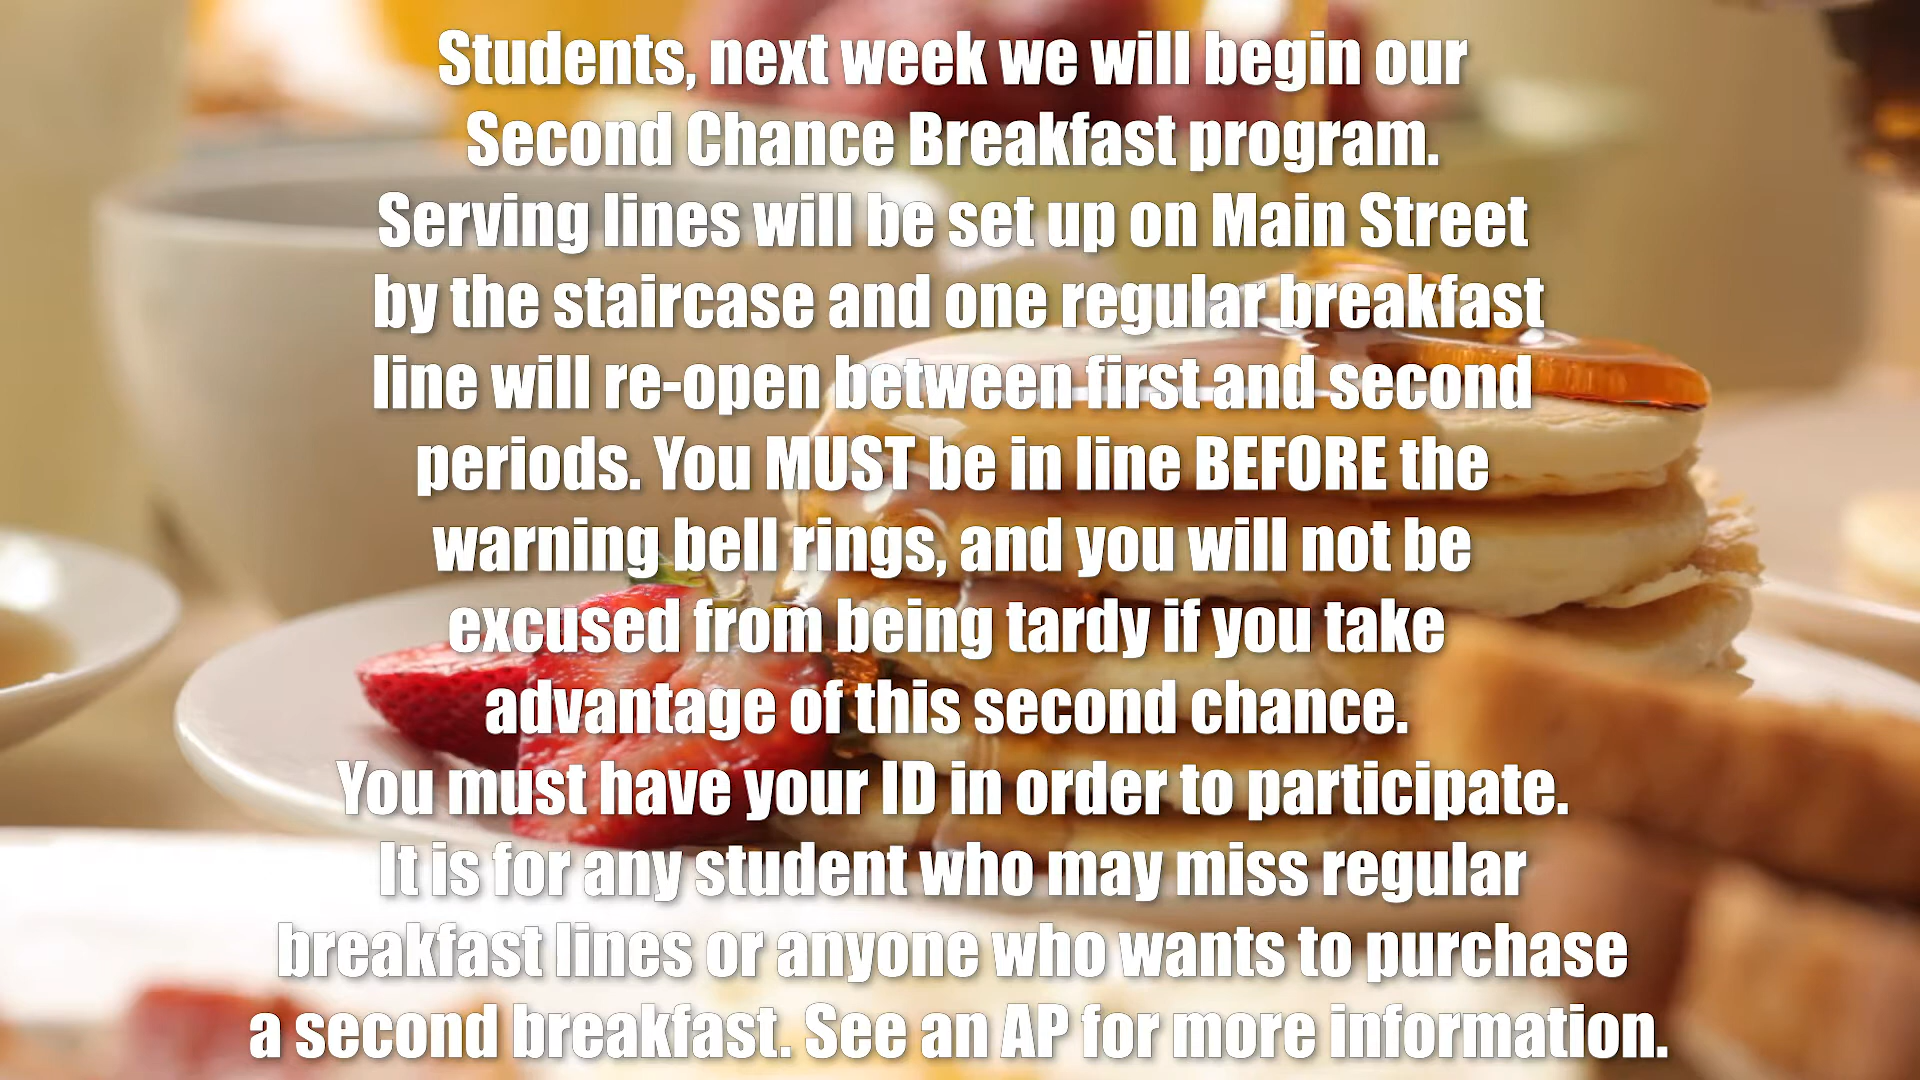 Students, next week we will begin our
Second Chance Breakfast program.
Serving lines will be set up on Main Street
by the staircase and one regular breakfast
line will re-open between first and second
periods. You MUST be in line BEFORE the
warning bell rings, and you will not be
excused from being tardy if you take
advantage of this second chance.
You must have your ID in order to participate.
It is for any student who may miss regular
breakfast lines or anyone who wants to purchase
a second breakfast. See an AP for more information.